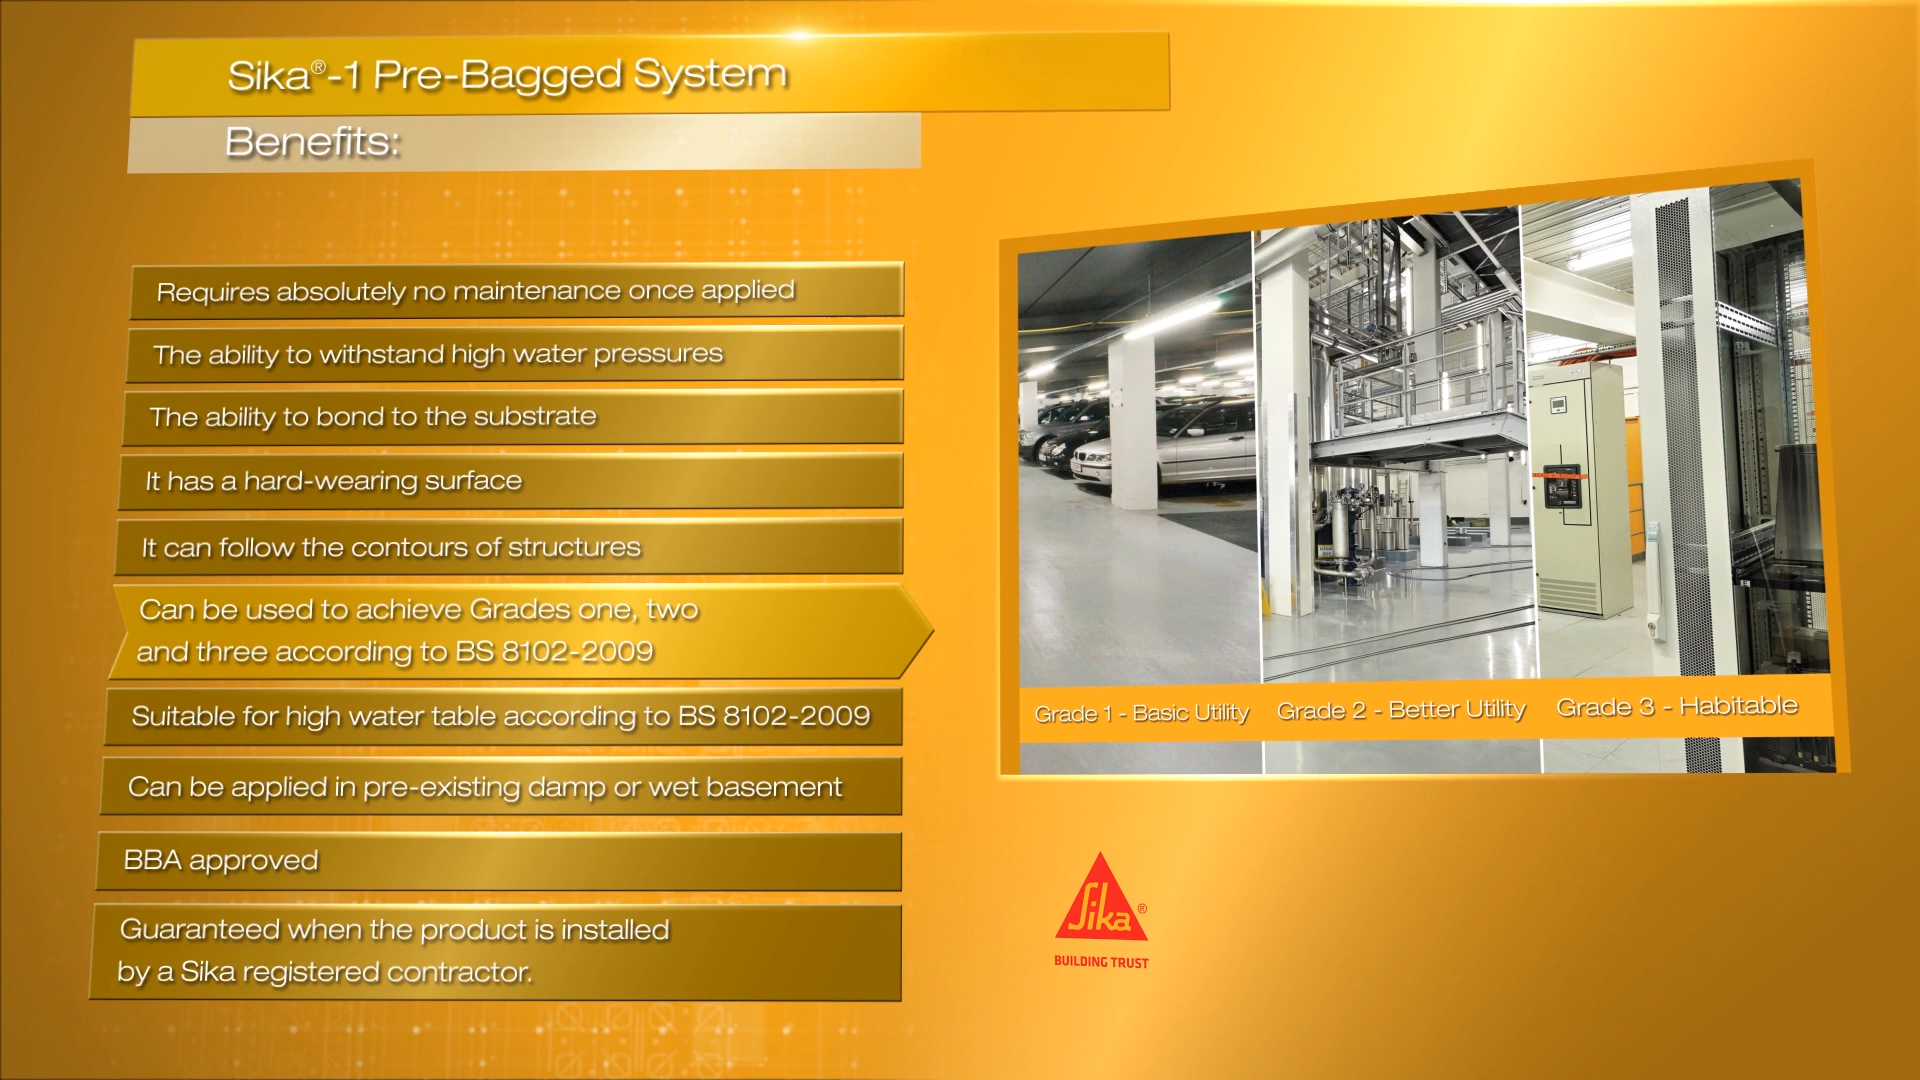 Sika®-1 Pre-Bagged System
Benefits:
Requires absolutely no maintenance once applied
The ability to withstand high water pressures
The ability to bond to the substrate
It has a hard-wearing surface
It can follow the contours of structures
Can be used to achieve Grades one, two
and three according to BS 8102-2009
Suitable for high water table according to BS 8102-2009
Can be applied in pre-existing damp or wet basement
BBA approved
Guaranteed when the product is installed
by a Sika registered contractor.
Grade 1 - Basic Utility
Grade 2 - Better Utility
Grade 3 - Habitable
Sika®
BUILDING TRUST